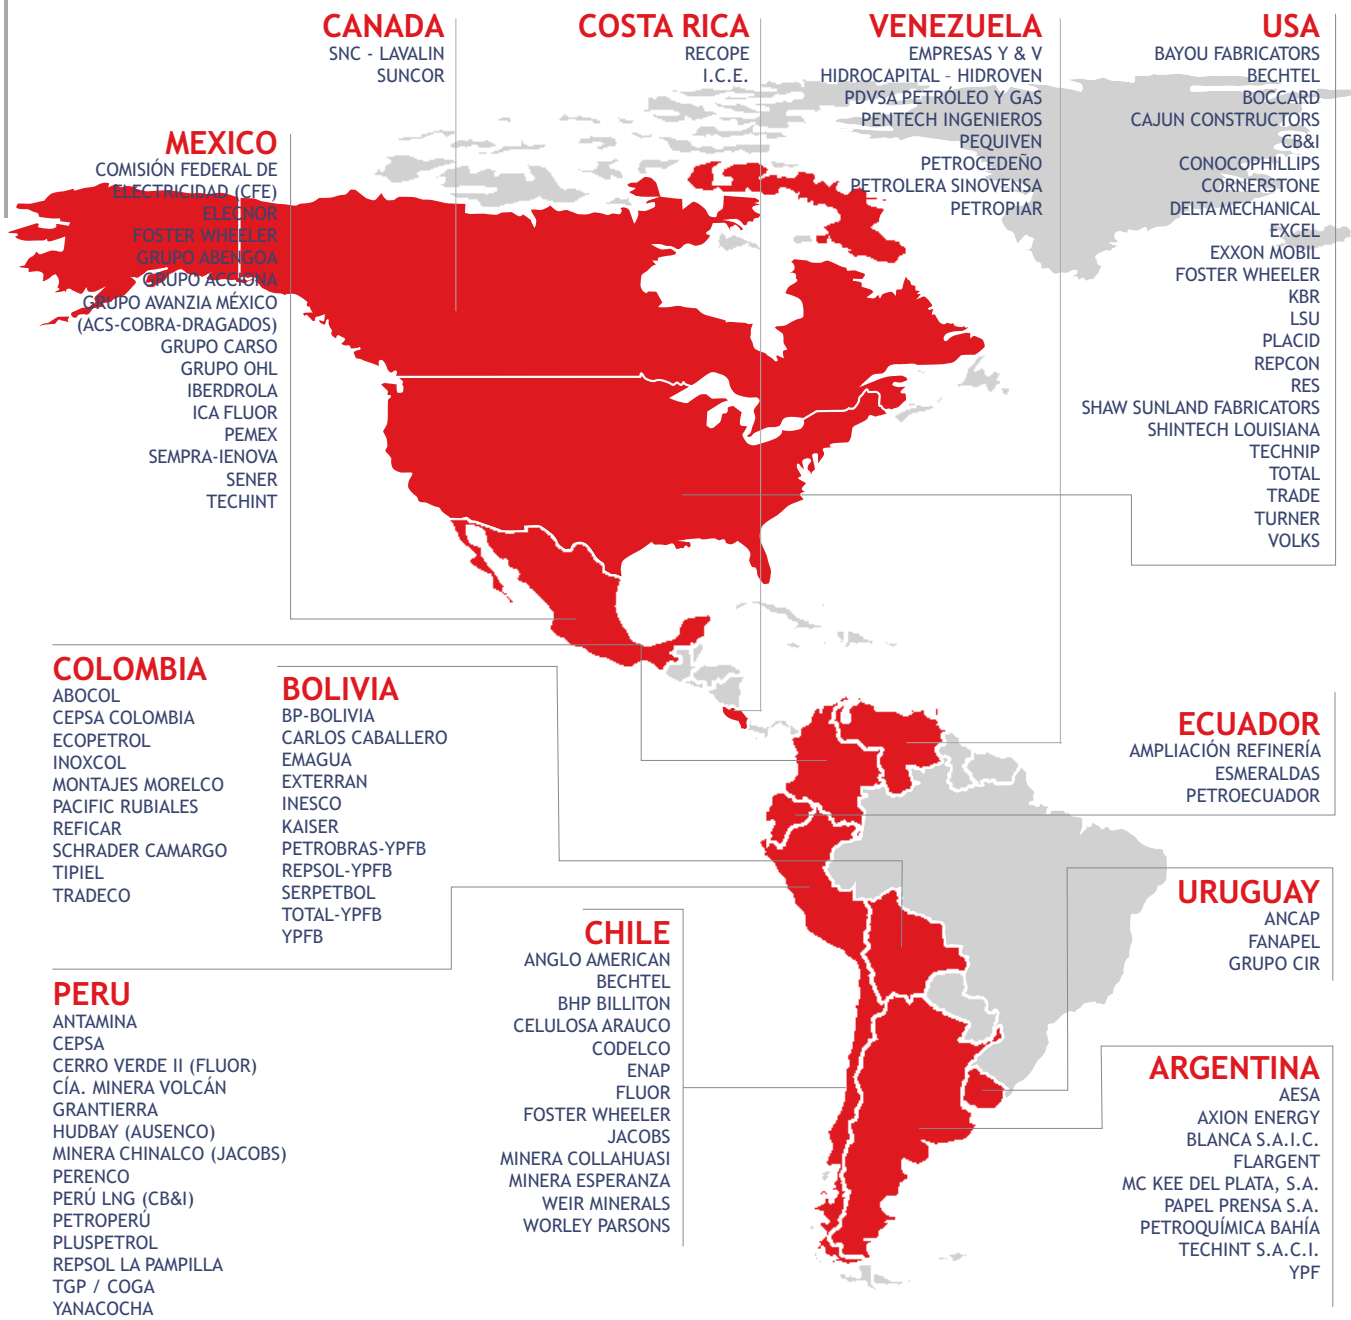 CANADA
SNC - LAVALIN
SUNCOR
COSTA RICA
RECOPE
I.C.E.
VENEZUELA
EMPRESAS Y & V
HIDROCAPITAL - HIDROVEN
PDVSA PETRÓLEO Y GAS
PENTECH INGENIEROS
PEQUIVEN
PETROCEDEÑO
PETROLERA SINOVENSA
PETROPIAR
USA
BAYOU FABRICATORS
BECHTEL
BOCCARD
CAJUN CONSTRUCTORS
CB&I
CONOCOPHILLIPS
CORNERSTONE
DELTA MECHANICAL
EXCEL
EXXON MOBIL
FOSTER WHEELER
KBR
LSU
PLACID
REPCON
RES
SHAW SUNLAND FABRICATORS
SHINTECH LOUISIANA
TECHNIP
TOTAL
TRADE
TURNER
VOLKS
MEXICO
COMISIÓN FEDERAL DE
ELECTRICIDAD (CFE)
ELECNOR
FOSTER WHEELER
GRUPO ABENGOA
GRUPO ACCIONA
GRUPO AVANZIA MÉXICO
(ACS-COBRA-DRAGADOS)
GRUPO CARSO
GRUPO OHL
IBERDROLA
ICA FLUOR
PEMEX
SEMPRA-IENOVA
SENER
TECHINT
COLOMBIA
ABOCOL
CEPSA COLOMBIA
ECOPETROL
INOXCOL
MONTAJES MORELCO
PACIFIC RUBIALES
REFICAR
SCHRADER CAMARGO
TIPIEL
TRADECO
BOLIVIA
BP-BOLIVIA
CARLOS CABALLERO
EMAGUA
EXTERRAN
INESCO
KAISER
PETROBRAS-YPFB
REPSOL-YPFB
SERPETBOL
TOTAL-YPFB
YPFB
ECUADOR
AMPLIACIÓN REFINERÍA
ESMERALDAS
PETROECUADOR
URUGUAY
ANCAP
FANAPEL
GRUPO CIR
CHILE
ANGLO AMERICAN
BECHTEL
BHP BILLITON
CELULOSA ARAUCO
CODELCO
ENAP
FLUOR
FOSTER WHEELER
JACOBS
MINERA COLLAHUASI
MINERA ESPERANZA
WEIR MINERALS
WORLEY PARSONS
PERU
ANTAMINA
CEPSA
CERRO VERDE II (FLUOR)
CÍA. MINERA VOLCÁN
GRANTIERRA
HUDBAY (AUSENCO)
MINERA CHINALCO (JACOBS)
PERENCO
PERÚ LNG (CB&I)
PETROPERÚ
PLUSPETROL
REPSOL LA PAMPILLA
TGP / COGA
YANACOCHA
ARGENTINA
AESA
AXION ENERGY
BLANCA S.A.I.C.
FLARGENT
MC KEE DEL PLATA, S.A.
PAPEL PRENSA S.A.
PETROQUÍMICA BAHÍA
TECHINT S.A.C.I.
YPF